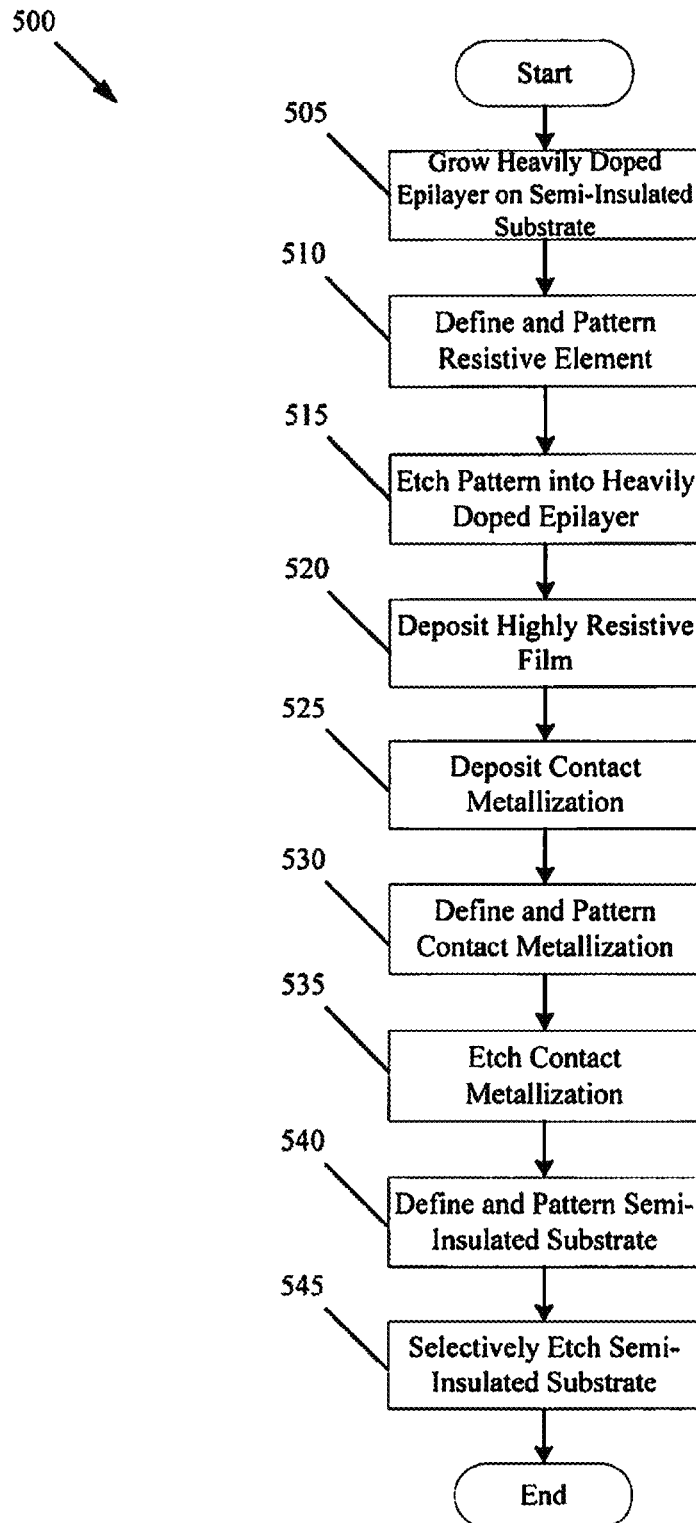 500
Start
505
Grow Heavily Doped
Epilayer on Semi-Insulated
Substrate
510
Define and Pattern
Resistive Element
515
Etch Pattern into Heavily
Doped Epilayer
520
Deposit Highly Resistive
Film
525
Deposit Contact
Metallization
530
Define and Pattern
Contact Metallization
535
Etch Contact
Metallization
540
Define and Pattern Semi-
Insulated Substrate
545
Selectively Etch Semi-
Insulated Substrate
End